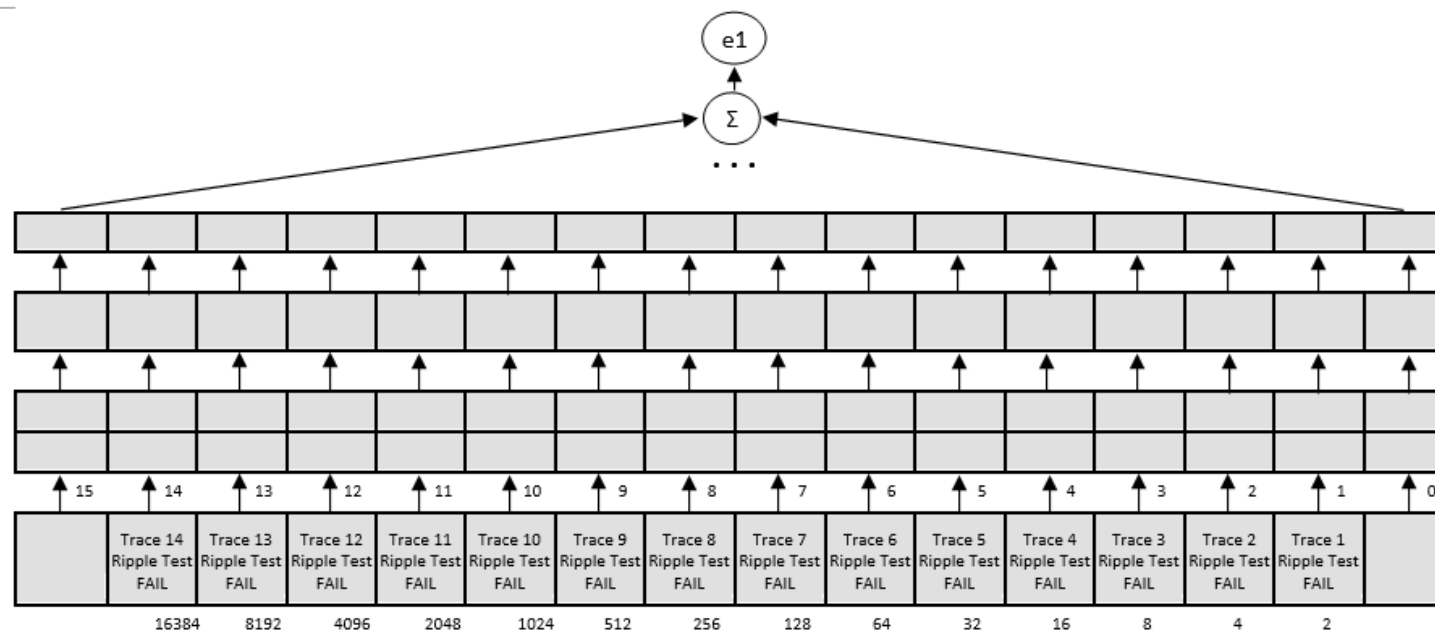 e1
Σ
...
15 14 13 12 11 10 9 8 7 6 5 4 3 2 1 0
Trace 14 Trace 13 Trace 12 Trace 11 Trace 10 Trace 9 Trace 8 Trace 7 Trace 6 Trace 5 Trace 4 Trace 3 Trace 2 Trace 1
Ripple Test Ripple Test Ripple Test Ripple Test Ripple Test Ripple Test Ripple Test Ripple Test Ripple Test Ripple Test Ripple Test Ripple Test Ripple Test Ripple Test
FAIL FAIL FAIL FAIL FAIL FAIL FAIL FAIL FAIL FAIL FAIL FAIL FAIL FAIL
16384 8192 4096 2048 1024 512 256 128 64 32 16 8 4 2